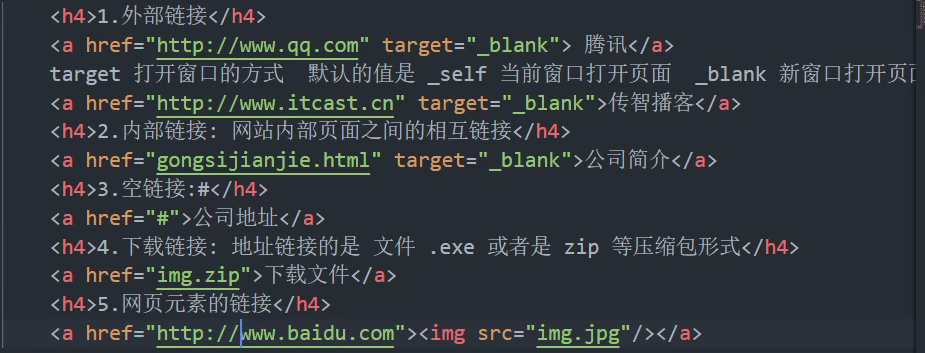 <h4>1.外部链接</h4>
<a href="http://www.qq.com" target="_blank"> 腾讯</a>
target 打开窗口的方式  默认的值是 _self 当前窗口打开页面  _blank 新窗口打开页面
<a href="http://www.itcast.cn" target="_blank">传智播客</a>
<h4>2.内部链接: 网站内部页面之间的相互链接</h4>
<a href="gongsijianjie.html" target="_blank">公司简介</a>
<h4>3.空链接:#</h4>
<a href="#">公司地址</a>
<h4>4.下载链接: 地址链接的是 文件 .exe 或者是 zip 等压缩包形式</h4>
<a href="img.zip">下载文件</a>
<h4>5.网页元素的链接</h4>
<a href="http://www.baidu.com"><img src="img.jpg"/></a>